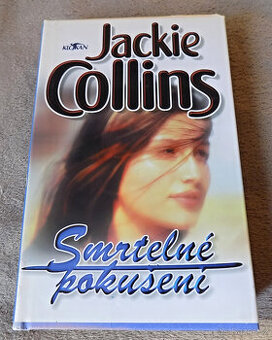 KLOKAN
Jackie
Collins
Smrtelné
pokušení